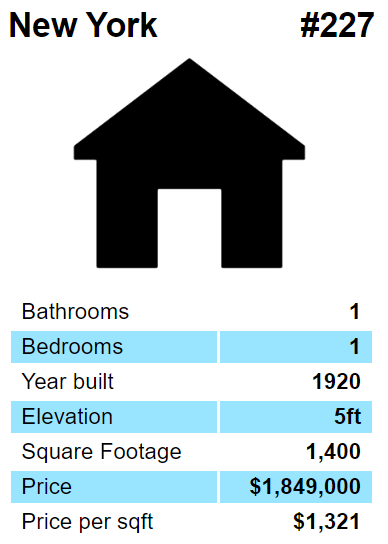 New York #227
Bathrooms 1
Bedrooms 1
Year built 1920
Elevation 5ft
Square Footage 1,400
Price $1,849,000
Price per sqft $1,321